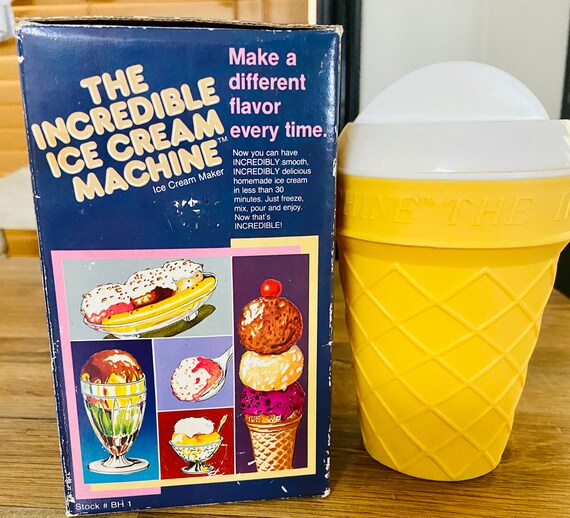 THE
INCREDIBLE
ICE CREAM
MACHINE™
Ice Cream Maker
Make a
different
flavor
every time.
Now you can have
INCREDIBLY smooth,
INCREDIBLY delicious
homemade ice cream
in less than 30
minutes. Just freeze,
mix, pour and enjoy.
Now that's
INCREDIBLE!
Stock # BH 1
THE